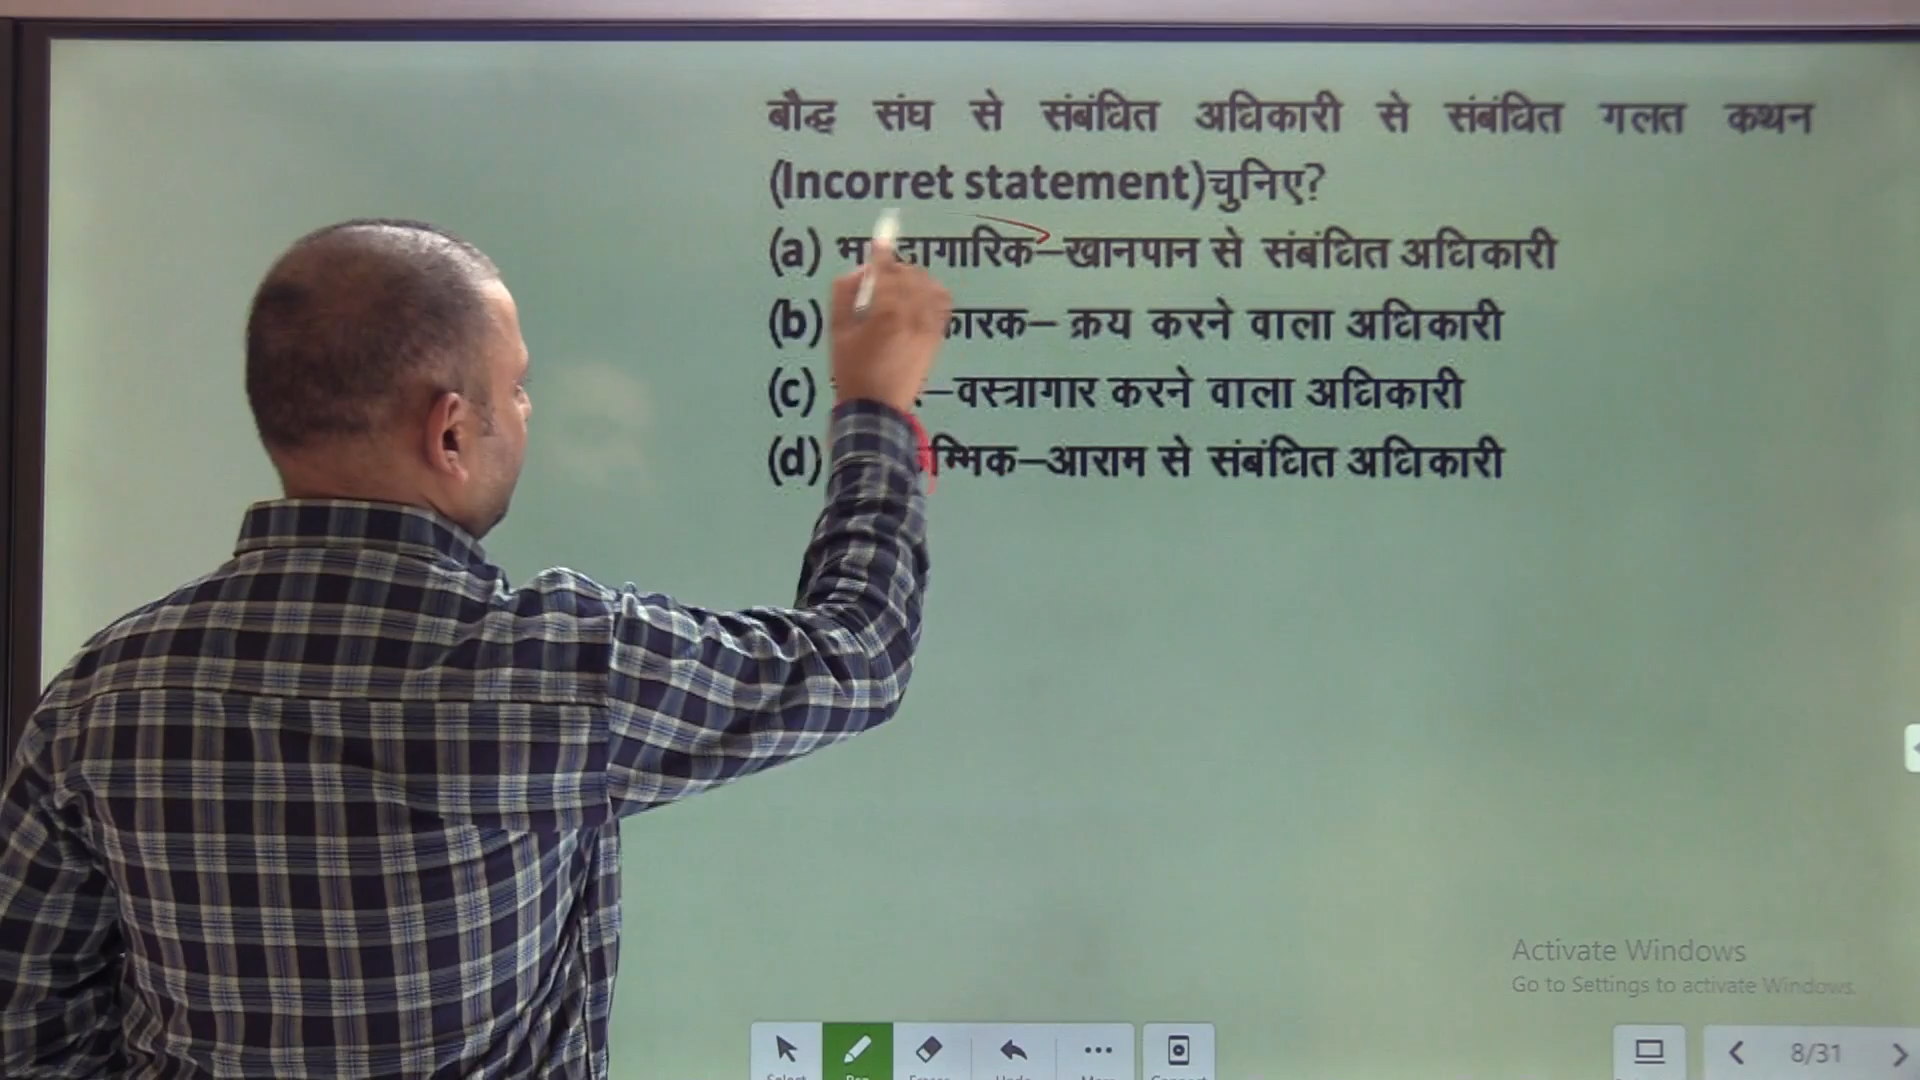 बौद्ध संघ से संबंधित अधिकारी से संबंधित गलत कथन
(Incorret statement)चुनिए?
(a) –खानपान से संबंधित अधिकारी
(b) – क्रय करने वाला अधिकारी
(c) –वस्त्रागार करने वाला अधिकारी
(d) –आराम से संबंधित अधिकारी
Activate Windows
Go to Settings to activate Windows.
8/31